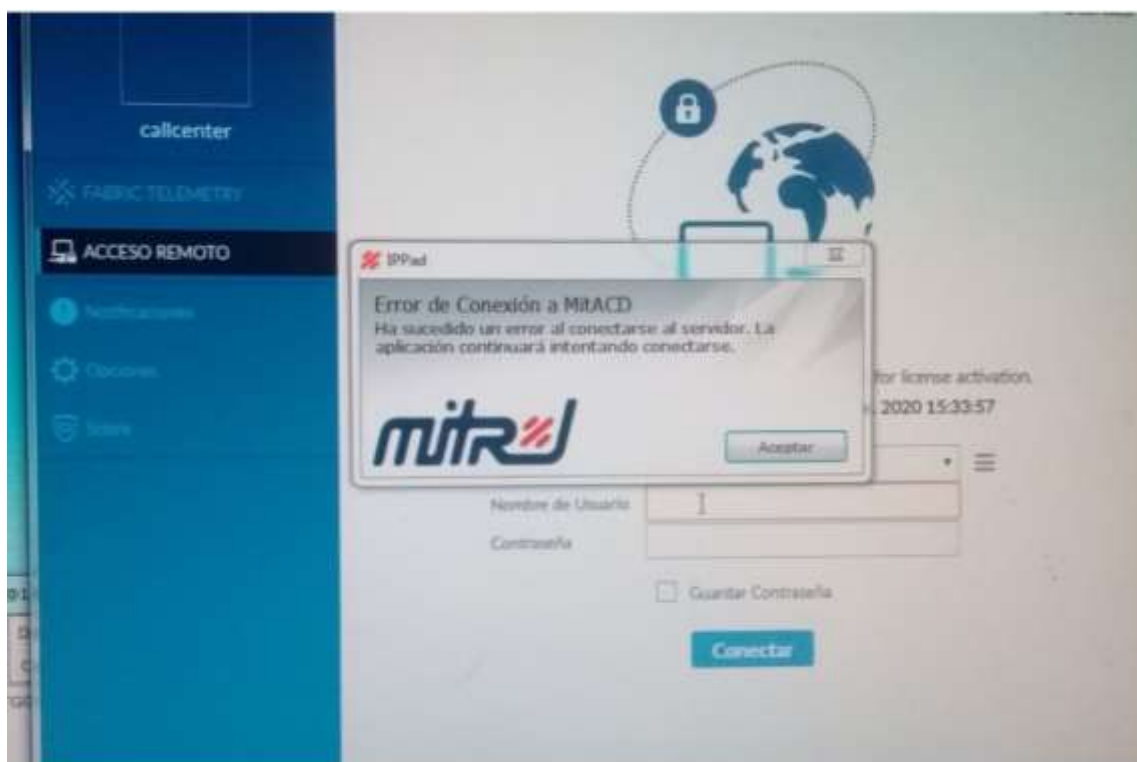 callcenter
FABRIC TELEMETRY
ACCESO REMOTO
Notificaciones
Opciones
IPPad
Error de Conexión a MitACD
Ha sucedido un error al conectarse al servidor. La
aplicación continuará intentando conectarse.
mitrol
Aceptar
for license activation.
2020 15:33:57
Nombre de Usuario
Contraseña
Guardar Contraseña
Conectar